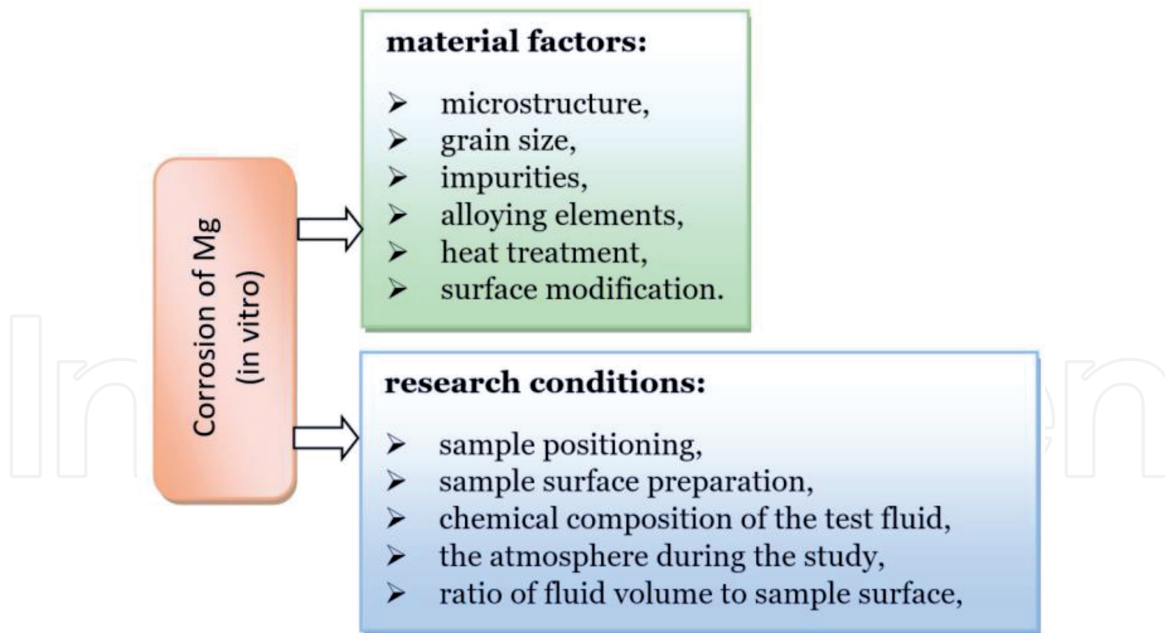 Corrosion of Mg
(in vitro)
material factors:
➢ microstructure,
➢ grain size,
➢ impurities,
➢ alloying elements,
➢ heat treatment,
➢ surface modification.
research conditions:
➢ sample positioning,
➢ sample surface preparation,
➢ chemical composition of the test fluid,
➢ the atmosphere during the study,
➢ ratio of fluid volume to sample surface,